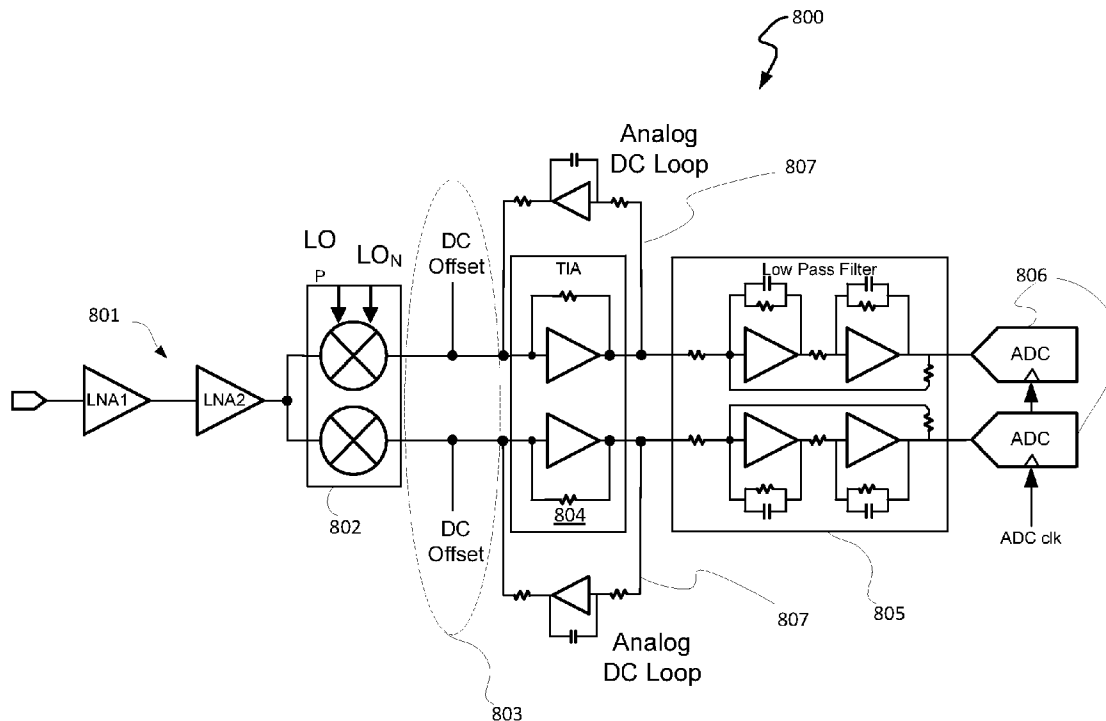 800
Analog
DC Loop
807
LO
LO_N
P
DC
Offset
TIA
Low Pass Filter
806
801
ADC
LNA1
LNA2
ADC
804
802
DC
Offset
ADC clk
805
807
Analog
DC Loop
803